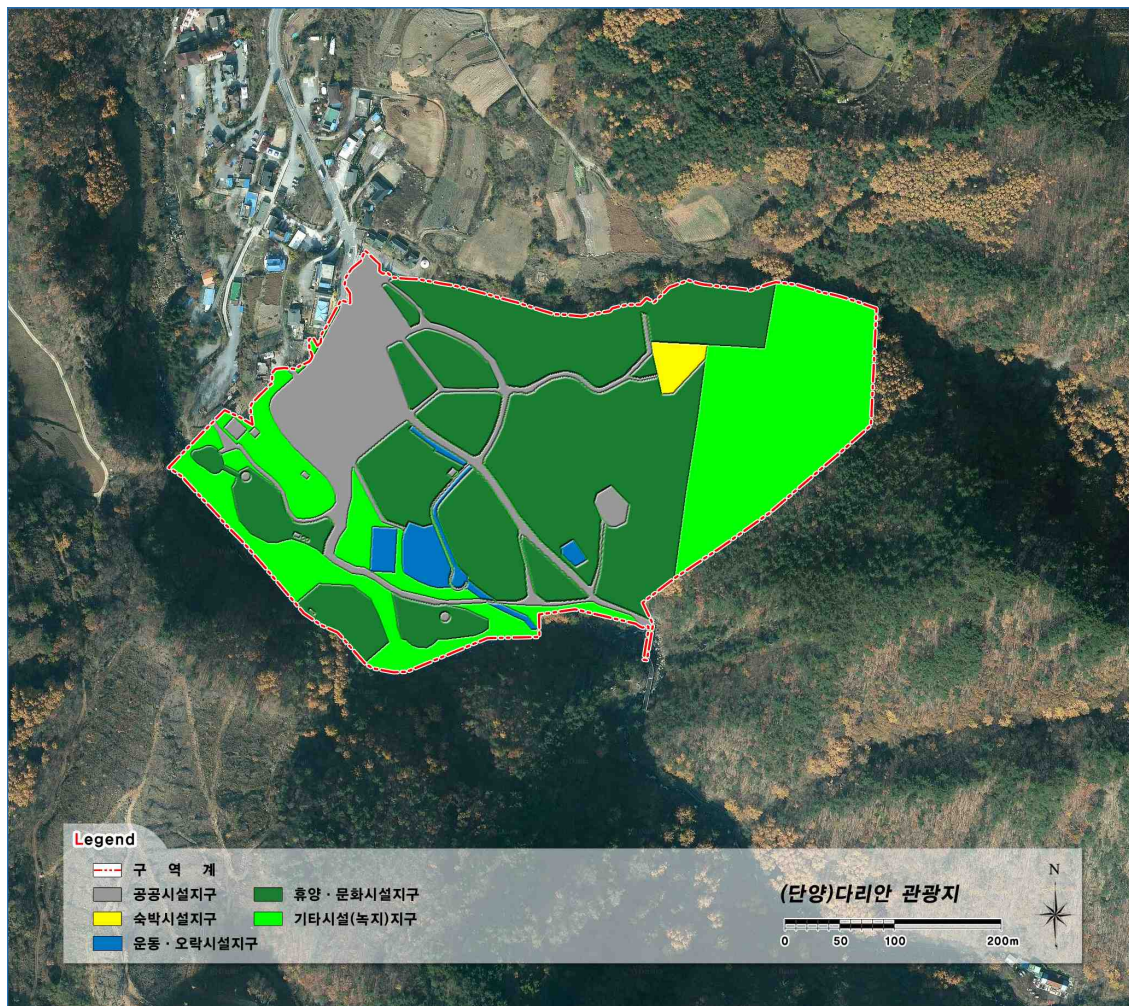 Legend
구 역 계
공공시설지구
휴양 · 문화시설지구
숙박시설지구
기타시설(녹지)지구
운동 · 오락시설지구
(단양)다리안 관광지
0 50 100 200m
N